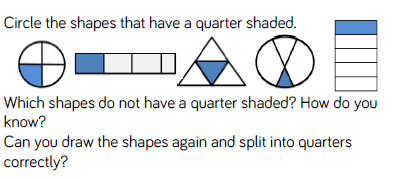 Circle the shapes that have a quarter shaded.
Which shapes do not have a quarter shaded? How do you
know?
Can you draw the shapes again and split into quarters
correctly?